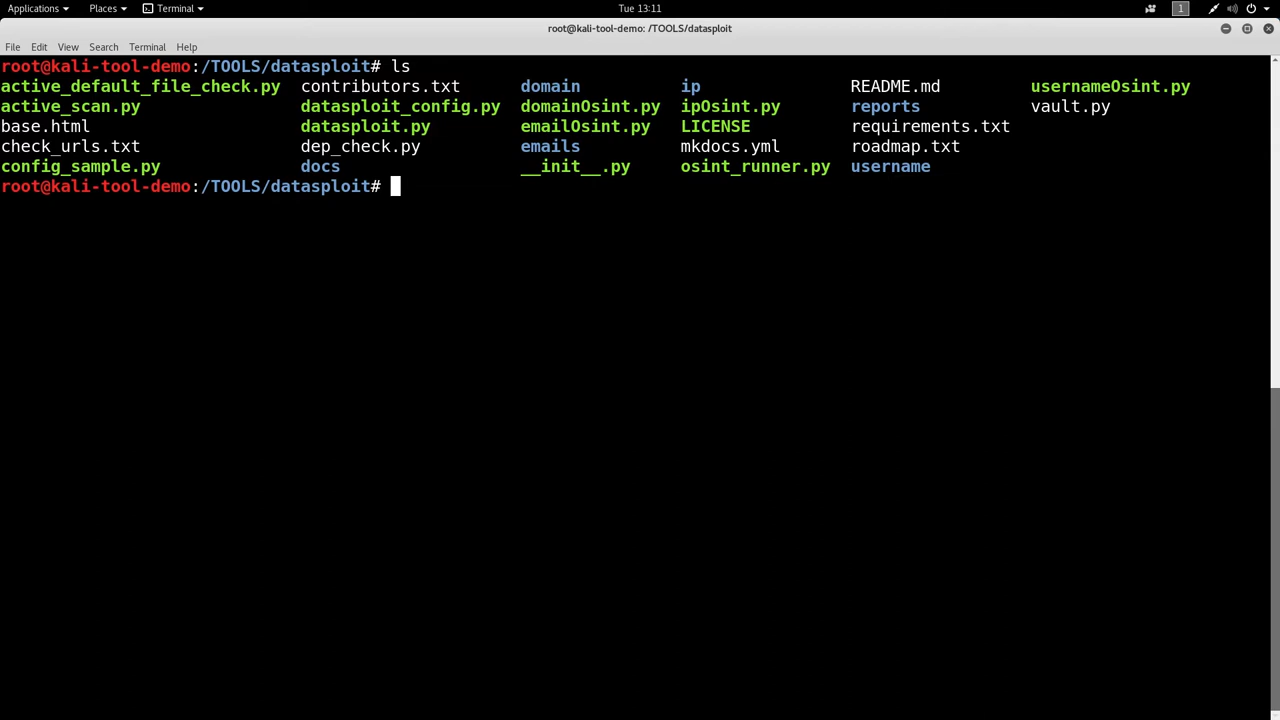 Applications Places Terminal Tue 13:11 1
root@kali-tool-demo: /TOOLS/datasploit
File Edit View Search Terminal Help
root@kali-tool-demo:/TOOLS/datasploit# ls
active_default_file_check.py contributors.txt domain ip README.md usernameOsint.py
active_scan.py datasploit_config.py domainOsint.py ipOsint.py reports vault.py
base.html datasploit.py emailOsint.py LICENSE requirements.txt
check_urls.txt dep_check.py emails mkdocs.yml roadmap.txt
config_sample.py docs __init__.py osint_runner.py username
root@kali-tool-demo:/TOOLS/datasploit#